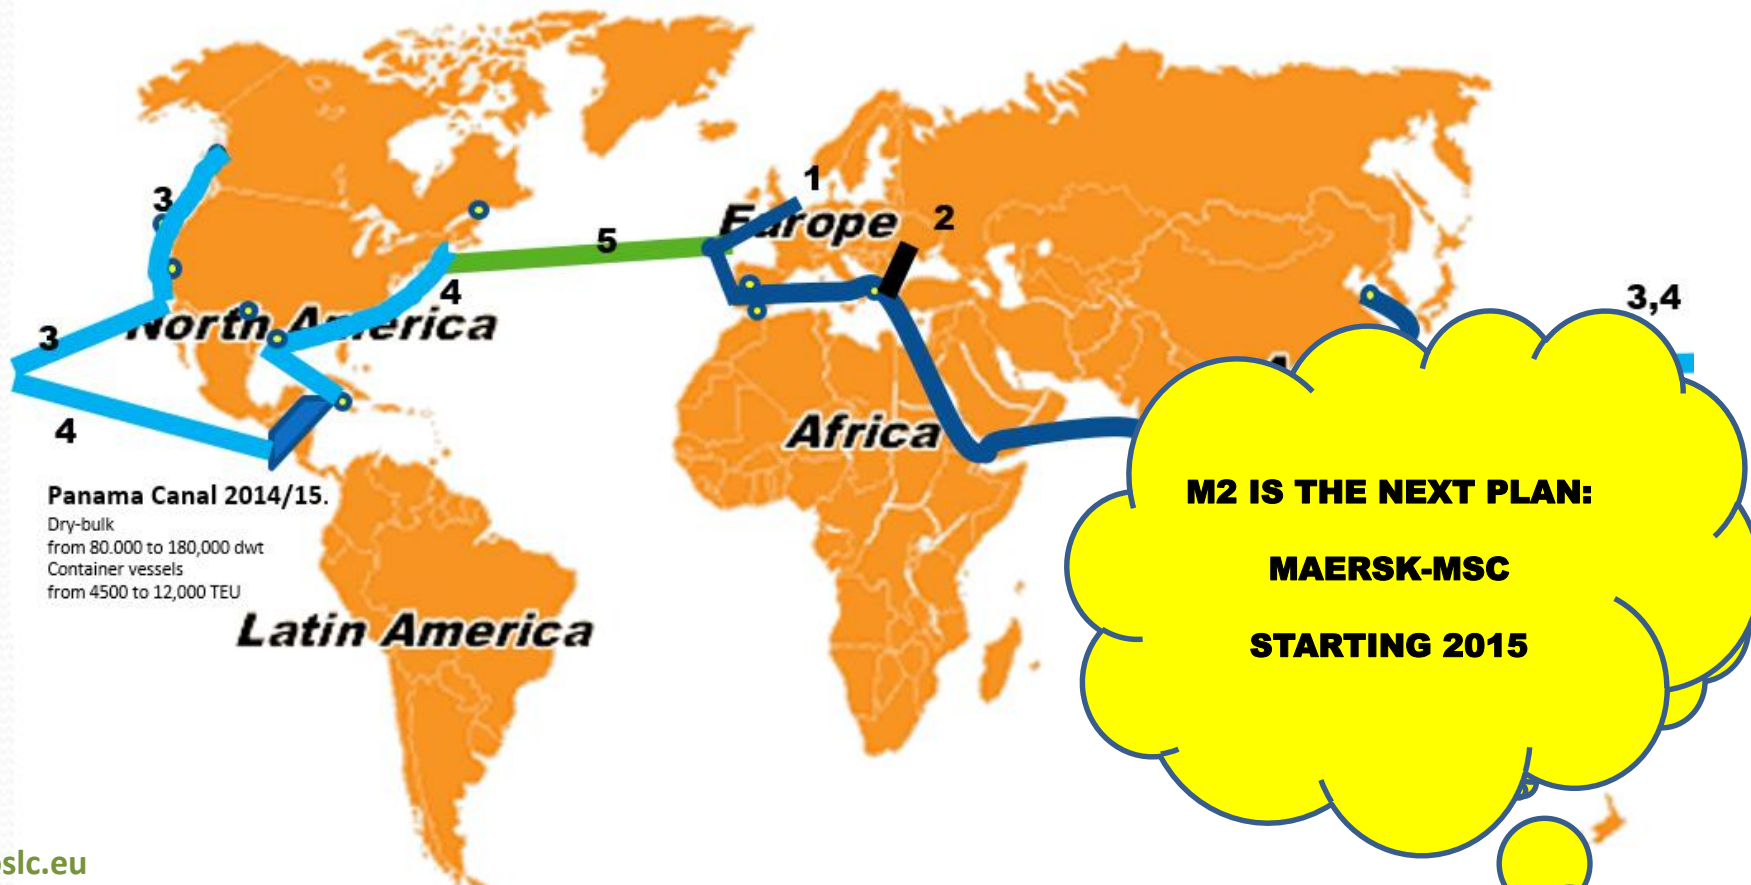 1
Europe
2
3
5
4
3,4
North America
3
4
Africa
Panama Canal 2014/15.
Dry-bulk
from 80.000 to 180,000 dwt
Container vessels
from 4500 to 12,000 TEU
Latin America
M2 IS THE NEXT PLAN:
MAERSK-MSC
STARTING 2015
slc.eu